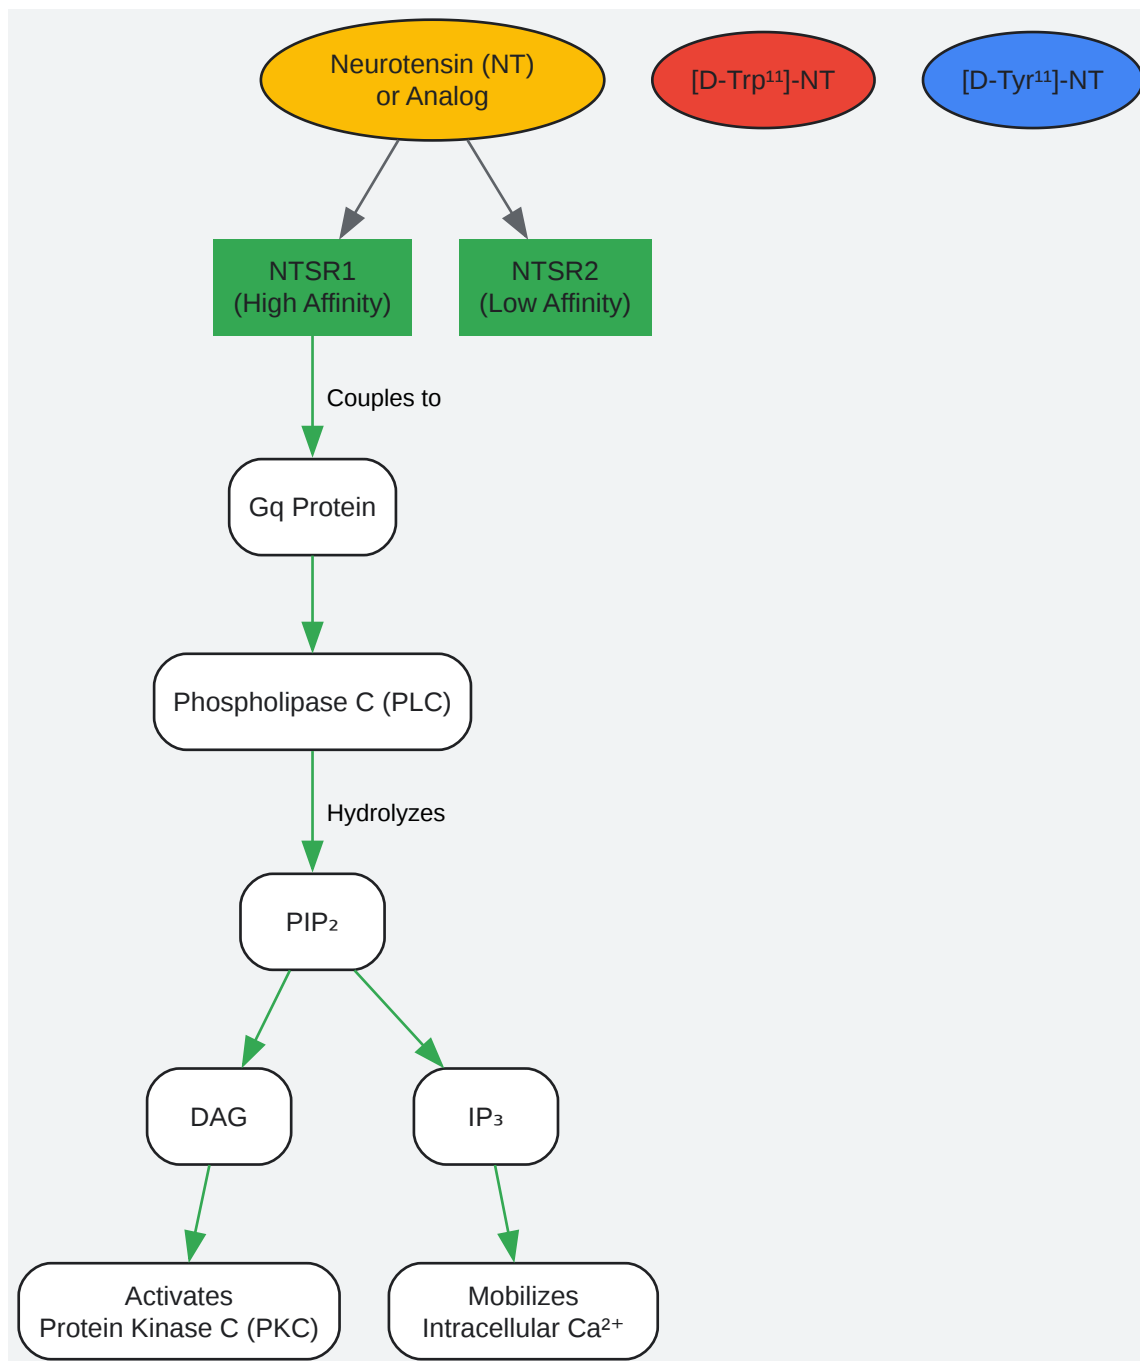 Neurotensin (NT)
or Analog
[D-Trp¹¹]-NT
[D-Tyr¹¹]-NT
NTSR1
(High Affinity)
NTSR2
(Low Affinity)
Couples to
Gq Protein
Phospholipase C (PLC)
Hydrolyzes
PIP₂
DAG
IP₃
Activates
Protein Kinase C (PKC)
Mobilizes
Intracellular Ca²⁺